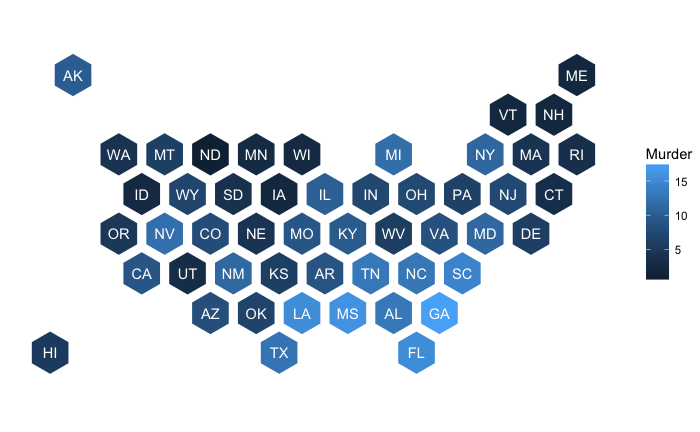 AK ME
VT NH
WA MT ND MN WI MI NY MA RI
ID WY SD IA IL IN OH PA NJ CT
OR NV CO NE MO KY WV VA MD DE
CA UT NM KS AR TN NC SC
AZ OK LA MS AL GA
HI TX FL
Murder
15
10
5